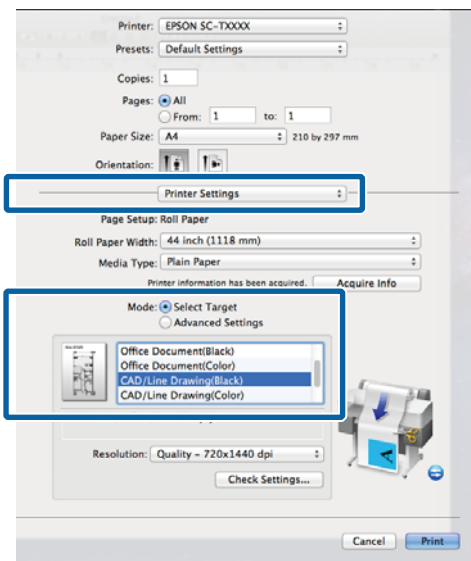 Printer: EPSON SC-TXXXX
Presets: Default Settings
Copies: 1
Pages: All
From: 1 to: 1
Paper Size: A4 210 by 297 mm
Orientation:
Printer Settings
Page Setup: Roll Paper
Roll Paper Width: 44 inch (1118 mm)
Media Type: Plain Paper
Printer information has been acquired. Acquire Info
Mode: Select Target
Advanced Settings
Office Document(Black)
Office Document(Color)
CAD/Line Drawing(Black)
CAD/Line Drawing(Color)
Resolution: Quality – 720x1440 dpi
Check Settings...
Cancel Print